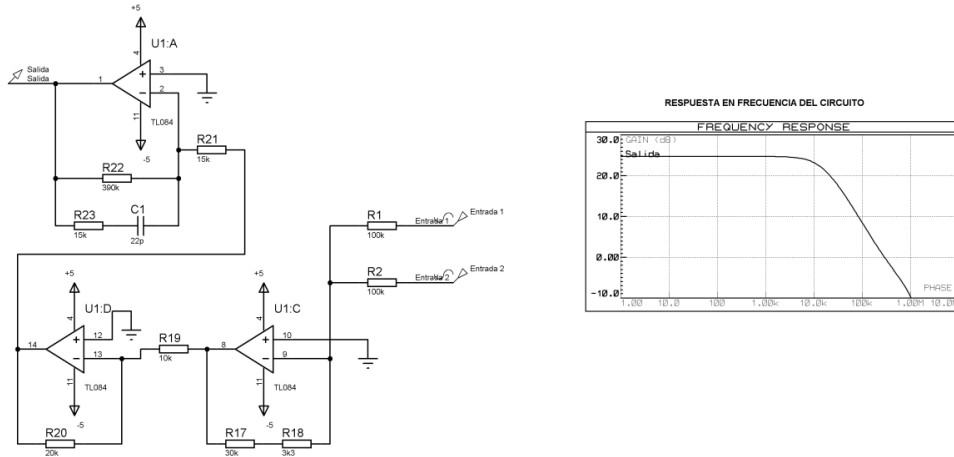 +5
U1:A
4
Salida
Salida
1
3
2
11
TL084
-5
R21
15k
R22
390k
R23
15k
C1
22p
R1
100k
Entrada 1
Entrada 1
R2
100k
Entrada 2
Entrada 2
+5
U1:D
4
14
12
13
11
TL084
-5
R19
10k
+5
U1:C
4
8
10
9
11
TL084
-5
R20
20k
R17
30k
R18
3k3
RESPUESTA EN FRECUENCIA DEL CIRCUITO
FREQUENCY RESPONSE
30.0
GAIN (dB)
Salida
20.0
10.0
0.00
-10.0
PHASE
1.00 10.0 100 1.00k 10.0k 100k 1.00M